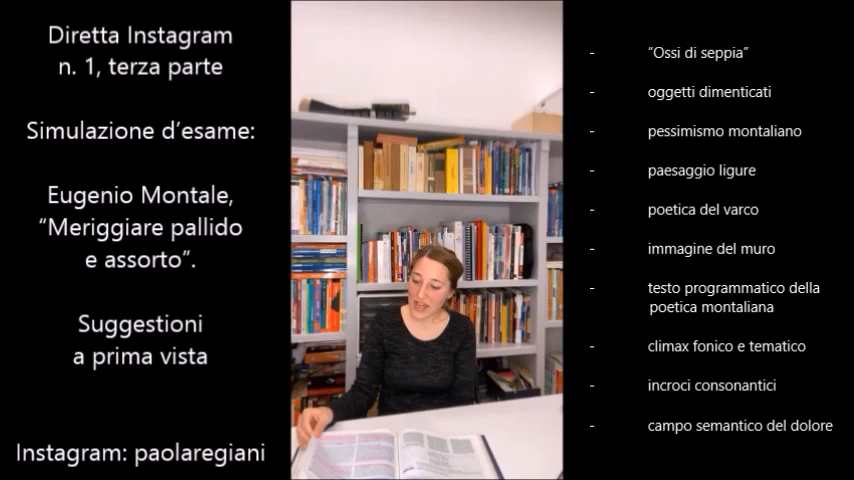 Diretta Instagram
n. 1, terza parte
Simulazione d'esame:
Eugenio Montale,
“Meriggiare pallido
e assorto”.
Suggestioni
a prima vista
Instagram: paolaregiani
- “Ossi di seppia”
- oggetti dimenticati
- pessimismo montaliano
- paesaggio ligure
- poetica del varco
- immagine del muro
- testo programmatico della
poetica montaliana
- climax fonico e tematico
- incroci consonantici
- campo semantico del dolore